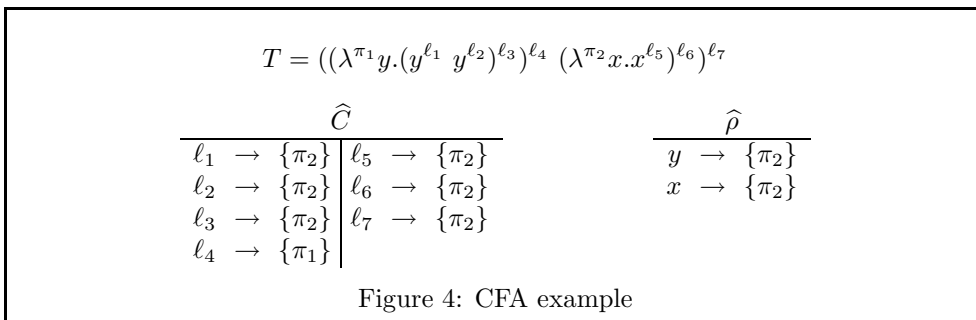 T = ((λ^{π₁}y.(y^{ℓ₁} y^{ℓ₂})^{ℓ₃})^{ℓ₄} (λ^{π₂}x.x^{ℓ₅})^{ℓ₆})^{ℓ₇}
Ĉ ρ̂
ℓ₁ → {π₂} ℓ₅ → {π₂} y → {π₂}
ℓ₂ → {π₂} ℓ₆ → {π₂} x → {π₂}
ℓ₃ → {π₂} ℓ₇ → {π₂}
ℓ₄ → {π₁}
Figure 4: CFA example